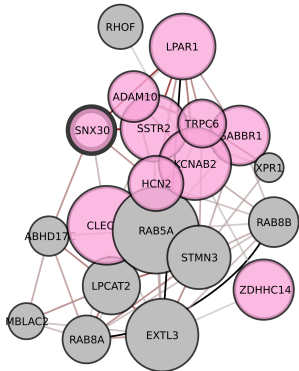 RHOF
LPAR1
ADAM10
SNX30
SSTR2
TRPC6
GABBR1
KCNAB2
XPR1
HCN2
CLEC
RAB5A
RAB8B
ABHD17
STMN3
LPCAT2
ZDHHC14
MBLAC2
RAB8A
EXTL3